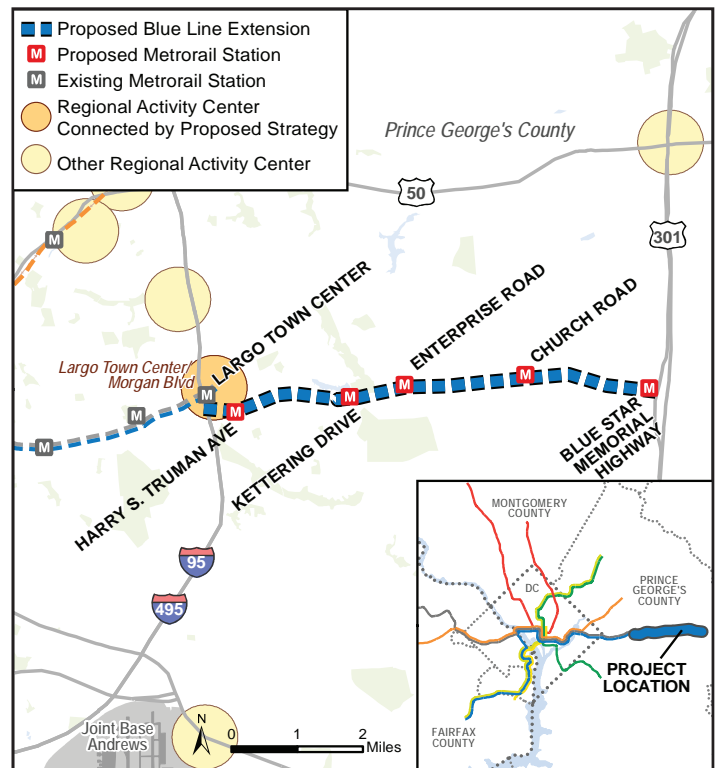 Proposed Blue Line Extension
M Proposed Metrorail Station
M Existing Metrorail Station
Regional Activity Center
Connected by Proposed Strategy
Other Regional Activity Center
Prince George's County
50
301
M
LARGO TOWN CENTER
ENTERPRISE ROAD
CHURCH ROAD
Largo Town Center/
Morgan Blvd
M
M
M
M
M
M
M
M
HARRY S. TRUMAN AVE
KETTERING DRIVE
BLUE STAR
MEMORIAL
HIGHWAY
95
495
Joint Base
Andrews
N
0 1 2
Miles
MONTGOMERY
COUNTY
DC
PRINCE
GEORGE'S
COUNTY
PROJECT
LOCATION
FAIRFAX
COUNTY